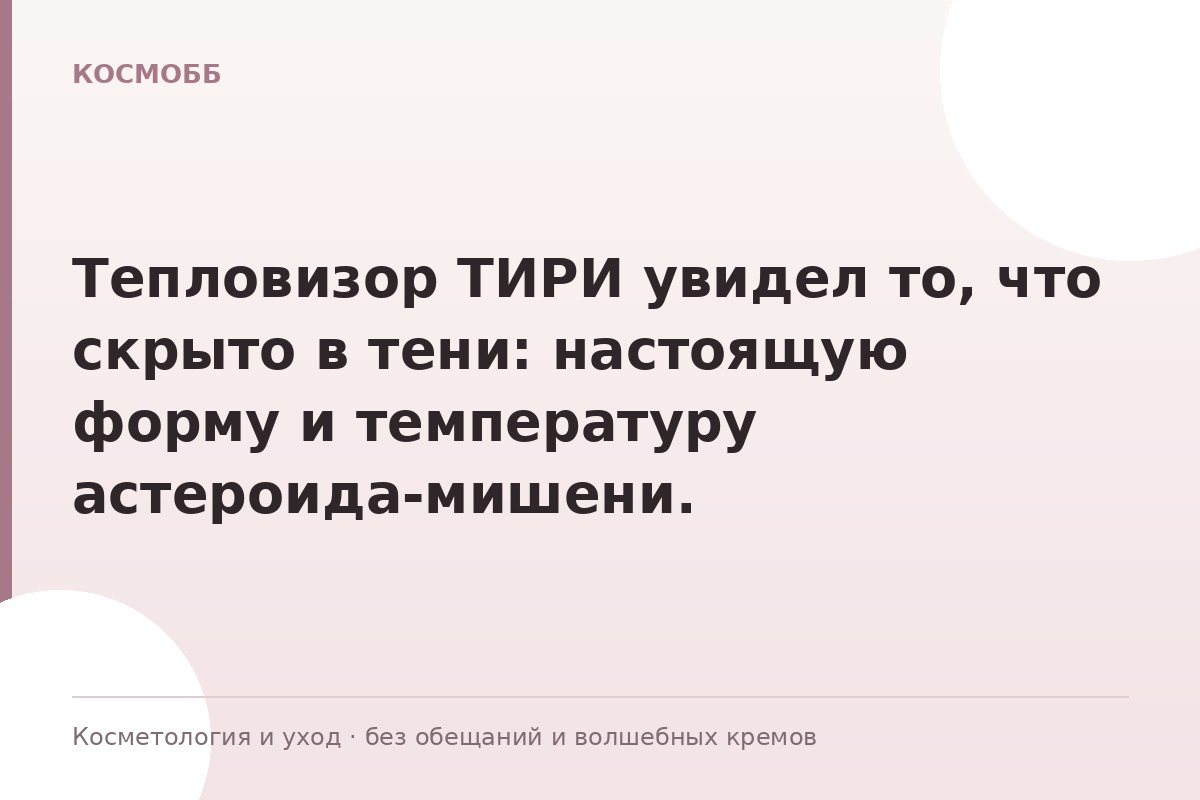 КОСМОББ
Тепловизор ТИРИ увидел то, что
скрыто в тени: настоящую
форму и температуру
астероида-мишени.
Косметология и уход · без обещаний и волшебных кремов